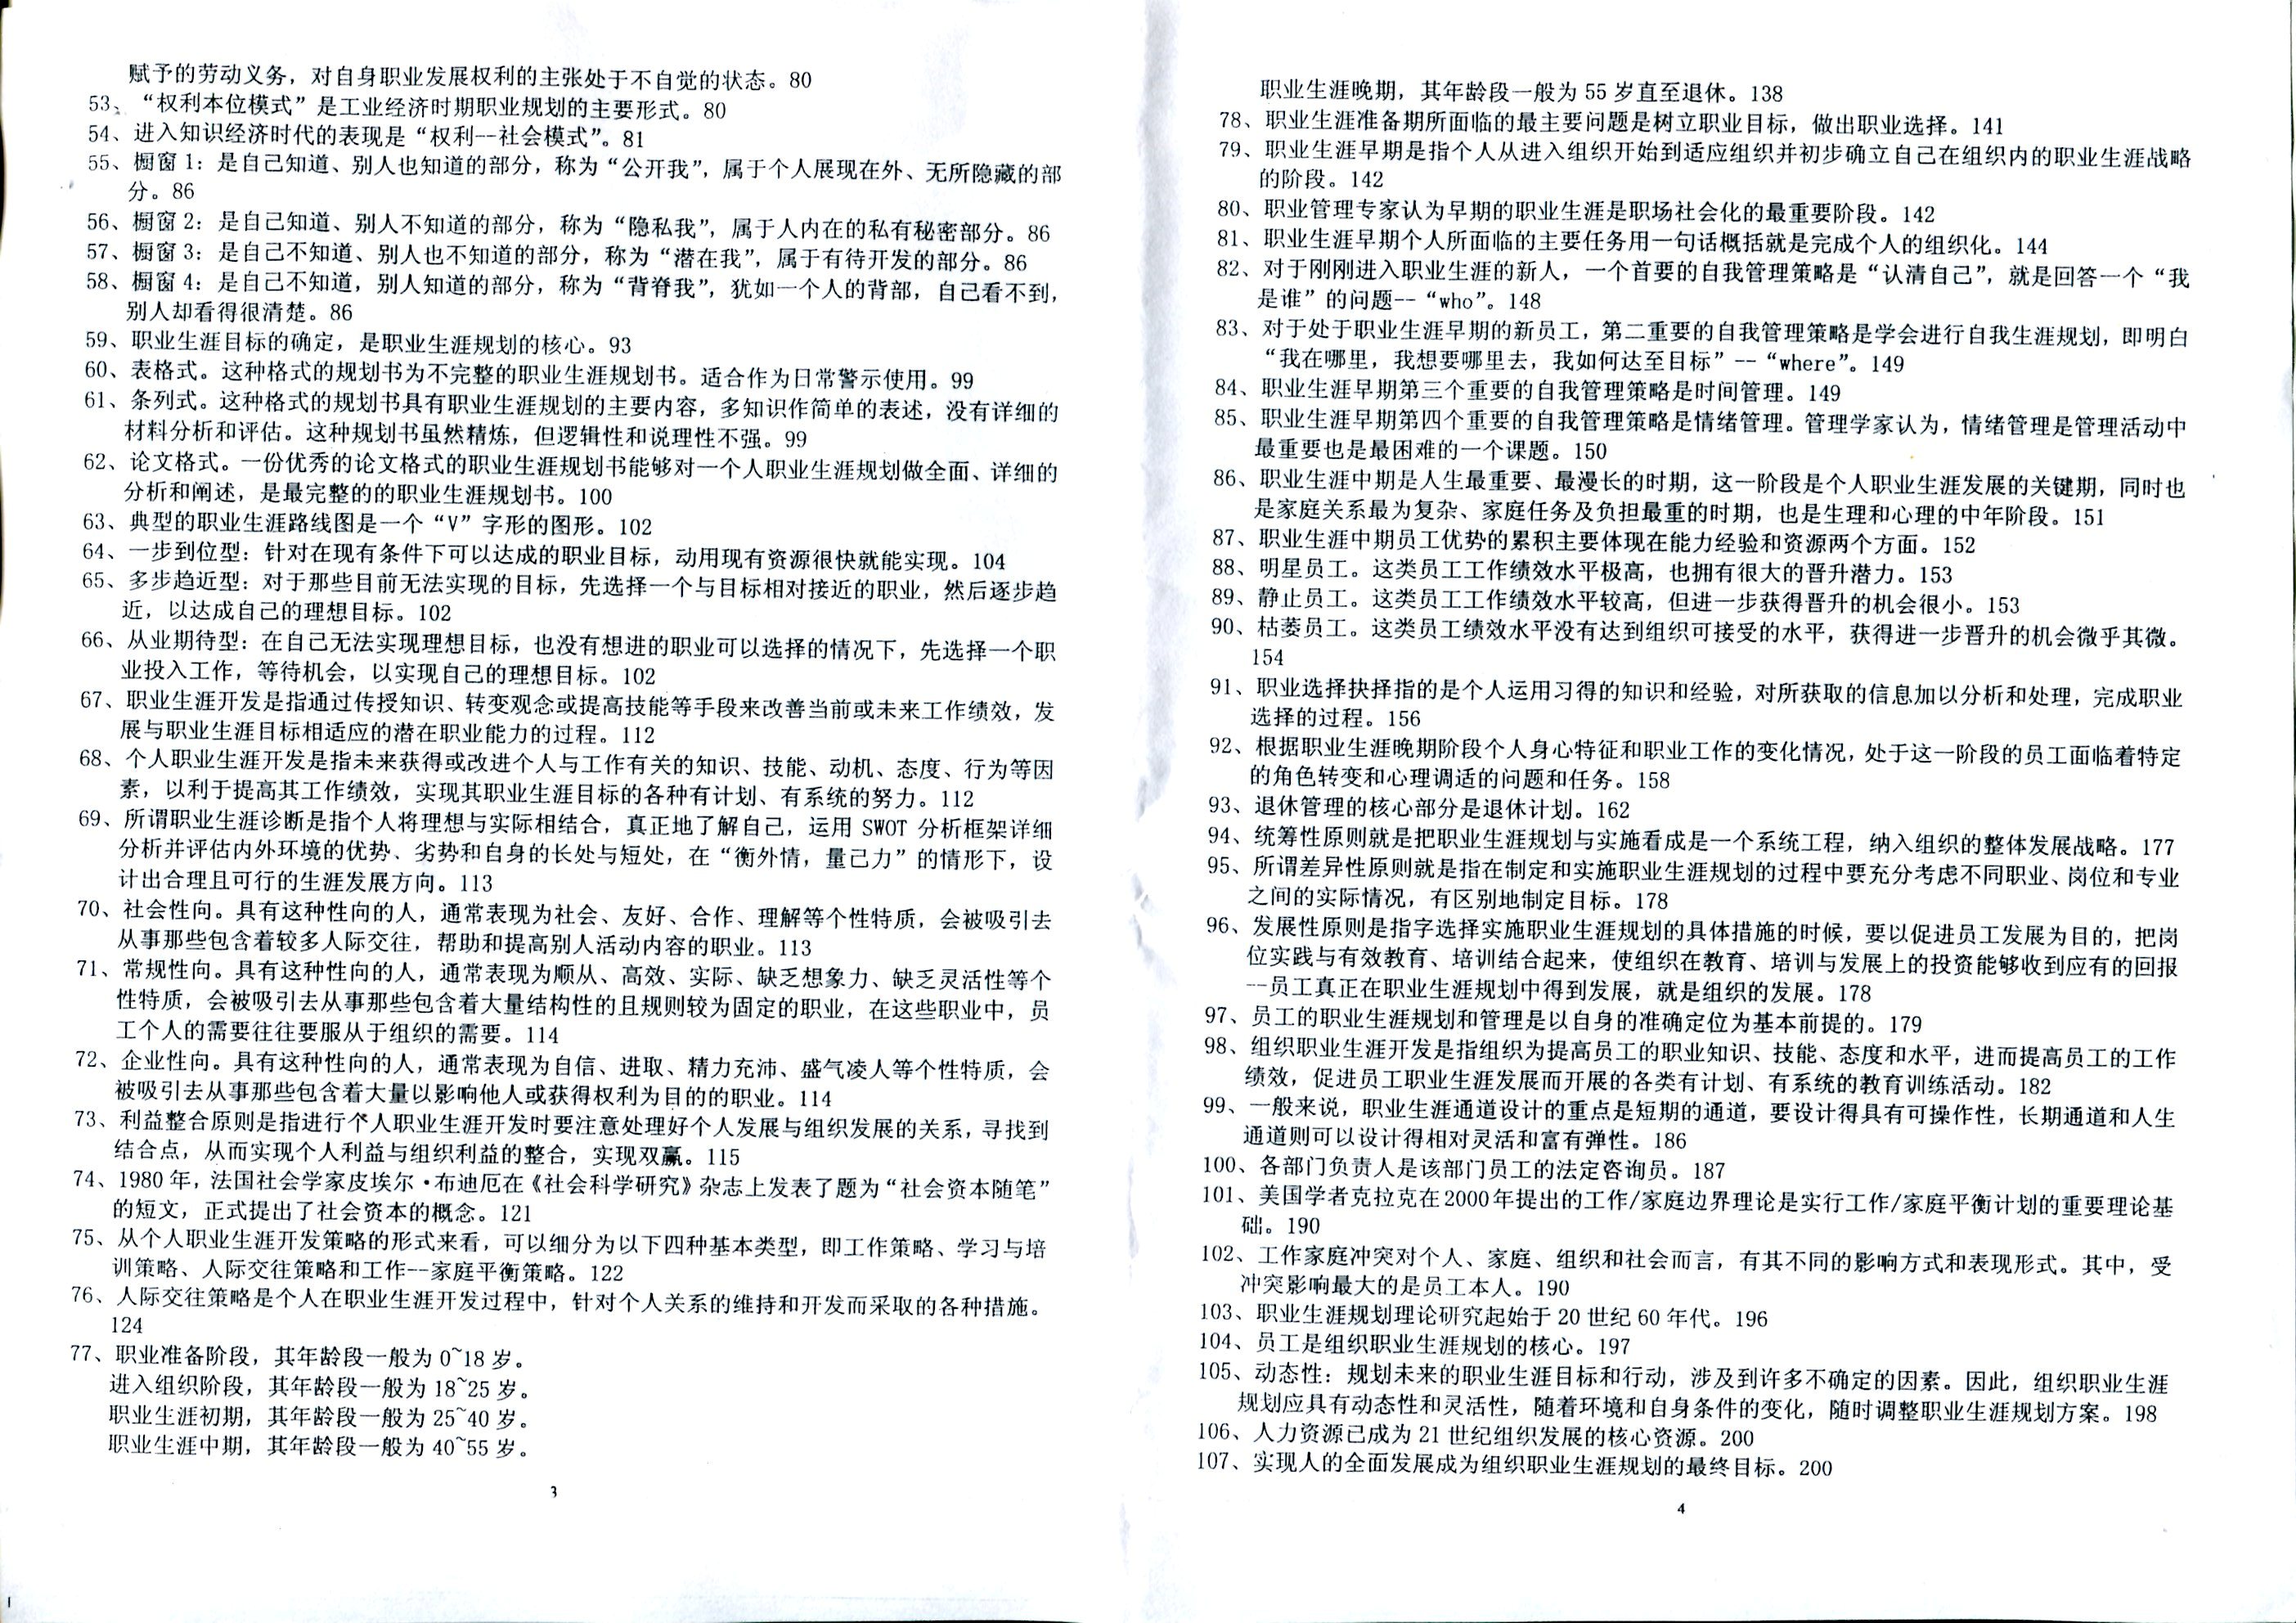 赋予的劳动义务，对自身职业发展权利的主张处于不自觉的状态。80
53、“权利本位模式”是工业经济时期职业规划的主要形式。80
54、进入知识经济时代的表现是“权利--社会模式”。81
55、橱窗 1：是自己知道、别人也知道的部分，称为“公开我”，属于个人展现在外、无所隐藏的部
分。86
56、橱窗 2：是自己知道、别人不知道的部分，称为“隐私我”，属于人内在的私有秘密部分。86
57、橱窗 3：是自己不知道、别人也不知道的部分，称为“潜在我”，属于有待开发的部分。86
58、橱窗 4：是自己不知道，别人知道的部分，称为“背脊我”，犹如一个人的背部，自己看不到，
别人却看得很清楚。86
59、职业生涯目标的确定，是职业生涯规划的核心。93
60、表格式。这种格式的规划书为不完整的职业生涯规划书。适合作为日常警示使用。99
61、条列式。这种格式的规划书具有职业生涯规划的主要内容，多知识作简单的表述，没有详细的
材料分析和评估。这种规划书虽然精炼，但逻辑性和说理性不强。99
62、论文格式。一份优秀的论文格式的职业生涯规划书能够对一个人职业生涯规划做全面、详细的
分析和阐述，是最完整的的职业生涯规划书。100
63、典型的职业生涯路线图是一个“V”字形的图形。102
64、一步到位型：针对在现有条件下可以达成的职业目标，动用现有资源很快就能实现。104
65、多步趋近型：对于那些目前无法实现的目标，先选择一个与目标相对接近的职业，然后逐步趋
近，以达成自己的理想目标。102
66、从业期待型：在自己无法实现理想目标，也没有想进的职业可以选择的情况下，先选择一个职
业投入工作，等待机会，以实现自己的理想目标。102
67、职业生涯开发是指通过传授知识、转变观念或提高技能等手段来改善当前或未来工作绩效，发
展与职业生涯目标相适应的潜在职业能力的过程。112
68、个人职业生涯开发是指未来获得或改进个人与工作有关的知识、技能、动机、态度、行为等因
素，以利于提高其工作绩效，实现其职业生涯目标的各种有计划、有系统的努力。112
69、所谓职业生涯诊断是指个人将理想与实际相结合，真正地了解自己，运用 SWOT 分析框架详细
分析并评估内外环境的优势、劣势和自身的长处与短处，在“衡外情，量己力”的情形下，设
计出合理且可行的生涯发展方向。113
70、社会性向。具有这种性向的人，通常表现为社会、友好、合作、理解等个性特质，会被吸引去
从事那些包含着较多人际交往，帮助和提高别人活动内容的职业。113
71、常规性向。具有这种性向的人，通常表现为顺从、高效、实际、缺乏想象力、缺乏灵活性等个
性特质，会被吸引去从事那些包含着大量结构性的且规则较为固定的职业，在这些职业中，员
工个人的需要往往要服从于组织的需要。114
72、企业性向。具有这种性向的人，通常表现为自信、进取、精力充沛、盛气凌人等个性特质，会
被吸引去从事那些包含着大量以影响他人或获得权利为目的的职业。114
73、利益整合原则是指进行个人职业生涯开发时要注意处理好个人发展与组织发展的关系，寻找到
结合点，从而实现个人利益与组织利益的整合，实现双赢。115
74、1980 年，法国社会学家皮埃尔·布迪厄在《社会科学研究》杂志上发表了题为“社会资本随笔”
的短文，正式提出了社会资本的概念。121
75、从个人职业生涯开发策略的形式来看，可以细分为以下四种基本类型，即工作策略、学习与培
训策略、人际交往策略和工作--家庭平衡策略。122
76、人际交往策略是个人在职业生涯开发过程中，针对个人关系的维持和开发而采取的各种措施。
124
77、职业准备阶段，其年龄段一般为 0~18 岁。
进入组织阶段，其年龄段一般为 18~25 岁。
职业生涯初期，其年龄段一般为 25~40 岁。
职业生涯中期，其年龄段一般为 40~55 岁。
3
职业生涯晚期，其年龄段一般为 55 岁直至退休。138
78、职业生涯准备期所面临的最主要问题是树立职业目标，做出职业选择。141
79、职业生涯早期是指个人从进入组织开始到适应组织并初步确立自己在组织内的职业生涯战略
的阶段。142
80、职业管理专家认为早期的职业生涯是职场社会化的最重要阶段。142
81、职业生涯早期个人所面临的主要任务用一句话概括就是完成个人的组织化。144
82、对于刚刚进入职业生涯的新人，一个首要的自我管理策略是“认清自己”，就是回答一个“我
是谁”的问题--“who”。148
83、对于处于职业生涯早期的新员工，第二重要的自我管理策略是学会进行自我生涯规划，即明白
“我在哪里，我想要哪里去，我如何达至目标”--“where”。149
84、职业生涯早期第三个重要的自我管理策略是时间管理。149
85、职业生涯早期第四个重要的自我管理策略是情绪管理。管理学家认为，情绪管理是管理活动中
最重要也是最困难的一个课题。150
86、职业生涯中期是人生最重要、最漫长的时期，这一阶段是个人职业生涯发展的关键期，同时也
是家庭关系最为复杂、家庭任务及负担最重的时期，也是生理和心理的中年阶段。151
87、职业生涯中期员工优势的累积主要体现在能力经验和资源两个方面。152
88、明星员工。这类员工工作绩效水平极高，也拥有很大的晋升潜力。153
89、静止员工。这类员工工作绩效水平较高，但进一步获得晋升的机会很小。153
90、枯萎员工。这类员工绩效水平没有达到组织可接受的水平，获得进一步晋升的机会微乎其微。
154
91、职业选择抉择指的是个人运用习得的知识和经验，对所获取的信息加以分析和处理，完成职业
选择的过程。156
92、根据职业生涯晚期阶段个人身心特征和职业工作的变化情况，处于这一阶段的员工面临着特定
的角色转变和心理调适的问题和任务。158
93、退休管理的核心部分是退休计划。162
94、统筹性原则就是把职业生涯规划与实施看成是一个系统工程，纳入组织的整体发展战略。177
95、所谓差异性原则就是指在制定和实施职业生涯规划的过程中要充分考虑不同职业、岗位和专业
之间的实际情况，有区别地制定目标。178
96、发展性原则是指字选择实施职业生涯规划的具体措施的时候，要以促进员工发展为目的，把岗
位实践与有效教育、培训结合起来，使组织在教育、培训与发展上的投资能够收到应有的回报
--员工真正在职业生涯规划中得到发展，就是组织的发展。178
97、员工的职业生涯规划和管理是以自身的准确定位为基本前提的。179
98、组织职业生涯开发是指组织为提高员工的职业知识、技能、态度和水平，进而提高员工的工作
绩效，促进员工职业生涯发展而开展的各类有计划、有系统的教育训练活动。182
99、一般来说，职业生涯通道设计的重点是短期的通道，要设计得具有可操作性，长期通道和人生
通道则可以设计得相对灵活和富有弹性。186
100、各部门负责人是该部门员工的法定咨询员。187
101、美国学者克拉克在2000年提出的工作/家庭边界理论是实行工作/家庭平衡计划的重要理论基
础。190
102、工作家庭冲突对个人、家庭、组织和社会而言，有其不同的影响方式和表现形式。其中，受
冲突影响最大的是员工本人。190
103、职业生涯规划理论研究起始于 20 世纪 60 年代。196
104、员工是组织职业生涯规划的核心。197
105、动态性：规划未来的职业生涯目标和行动，涉及到许多不确定的因素。因此，组织职业生涯
规划应具有动态性和灵活性，随着环境和自身条件的变化，随时调整职业生涯规划方案。198
106、人力资源已成为 21 世纪组织发展的核心资源。200
107、实现人的全面发展成为组织职业生涯规划的最终目标。200
4